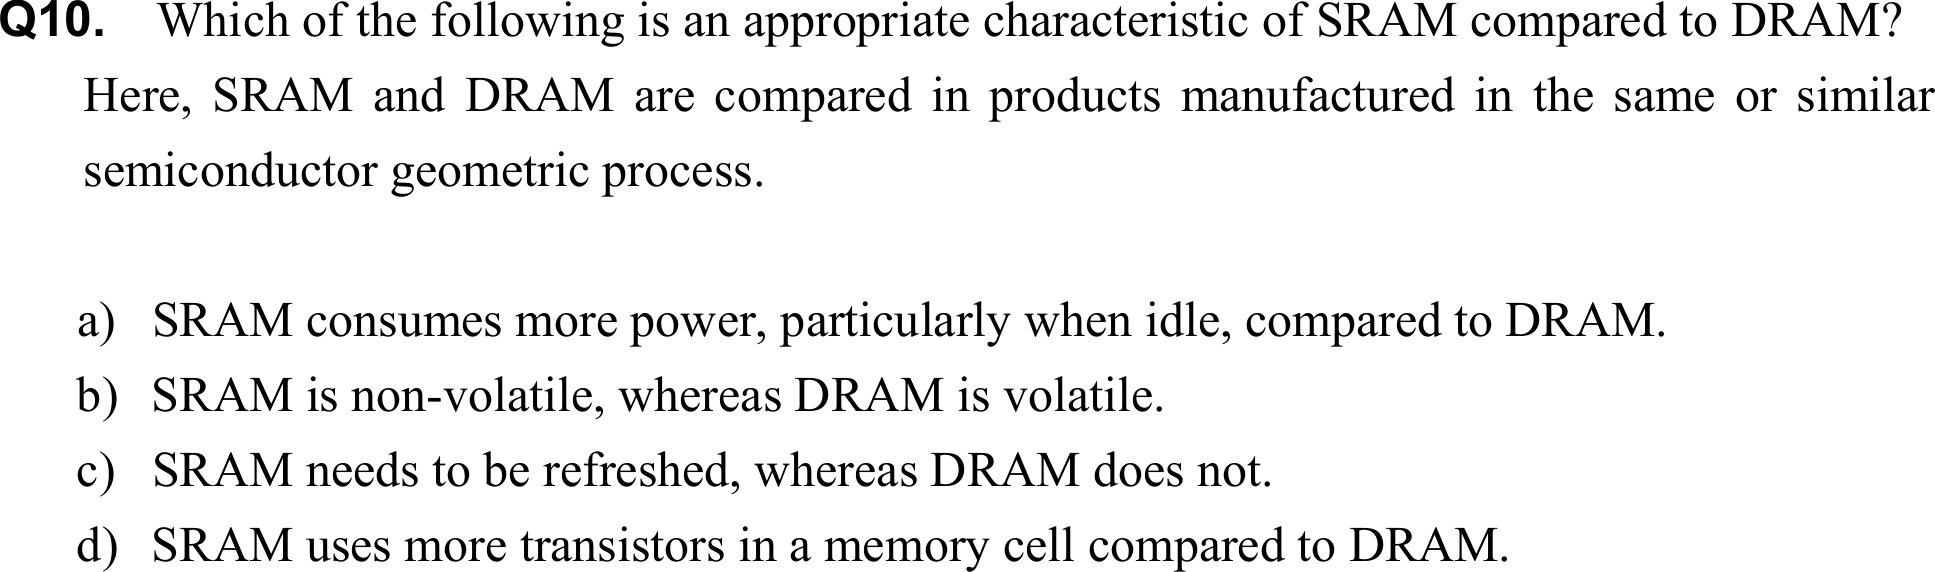 Q10. Which of the following is an appropriate characteristic of SRAM compared to DRAM?
Here, SRAM and DRAM are compared in products manufactured in the same or similar
semiconductor geometric process.
a) SRAM consumes more power, particularly when idle, compared to DRAM.
b) SRAM is non-volatile, whereas DRAM is volatile.
c) SRAM needs to be refreshed, whereas DRAM does not.
d) SRAM uses more transistors in a memory cell compared to DRAM.